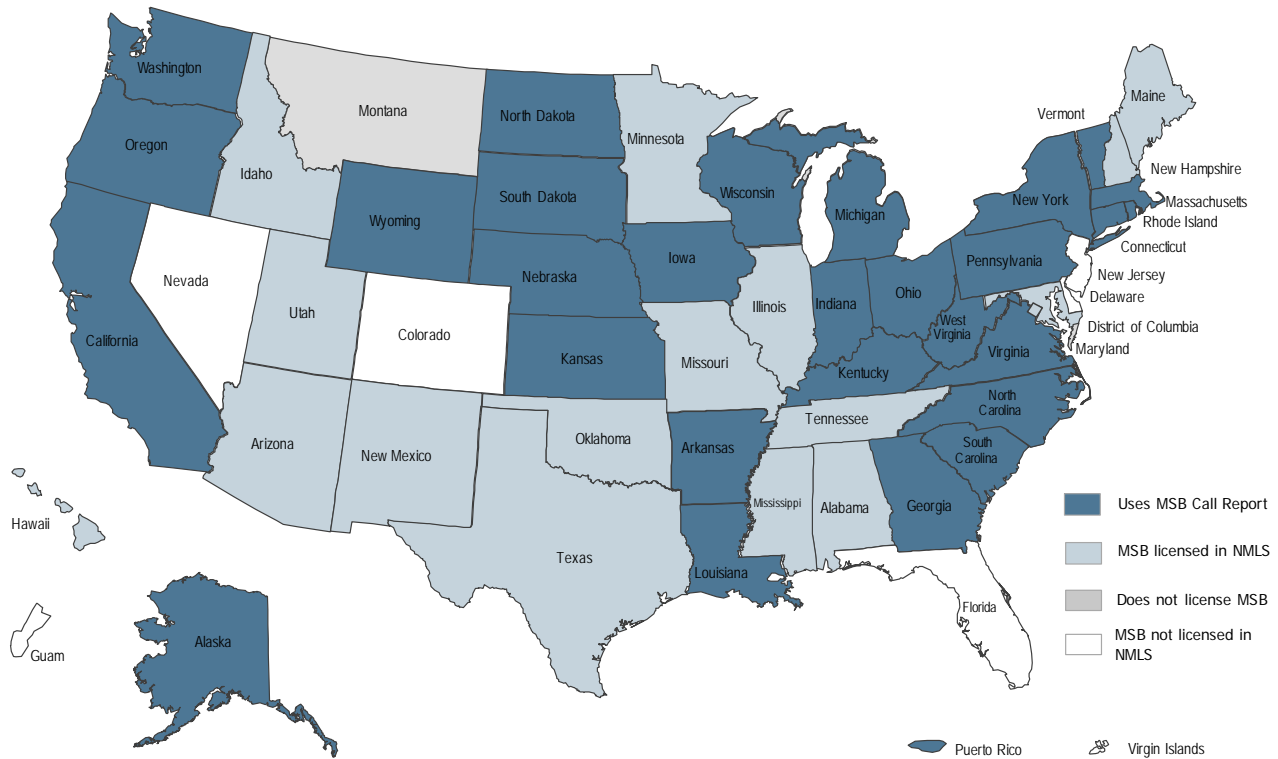 Washington
Oregon
Idaho
Montana
North Dakota
South Dakota
Minnesota
Wisconsin
Michigan
Vermont
Maine
New Hampshire
Massachusetts
Rhode Island
Connecticut
New York
Pennsylvania
New Jersey
Delaware
District of Columbia
Maryland
Wyoming
Nebraska
Iowa
Illinois
Indiana
Ohio
West
Virginia
Virginia
Nevada
Utah
Colorado
California
Kansas
Missouri
Kentucky
North
Carolina
Tennessee
South
Carolina
Arizona
New Mexico
Oklahoma
Arkansas
Mississippi
Alabama
Georgia
Texas
Louisiana
Florida
Hawaii
Guam
Alaska
Uses MSB Call Report
MSB licensed in NMLS
Does not license MSB
MSB not licensed in
NMLS
Puerto Rico
Virgin Islands